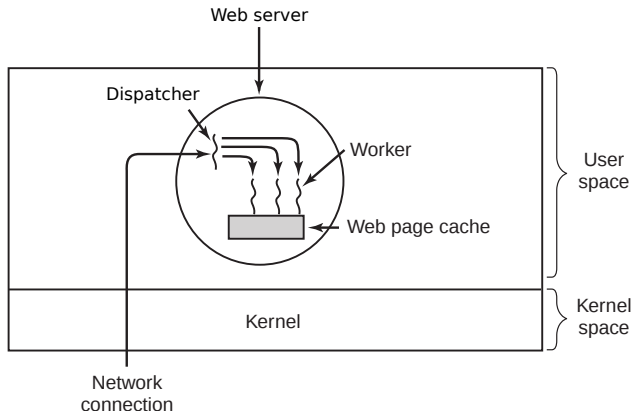 Web server
Dispatcher
Worker
User
space
Web page cache
Kernel
Kernel
space
Network
connection